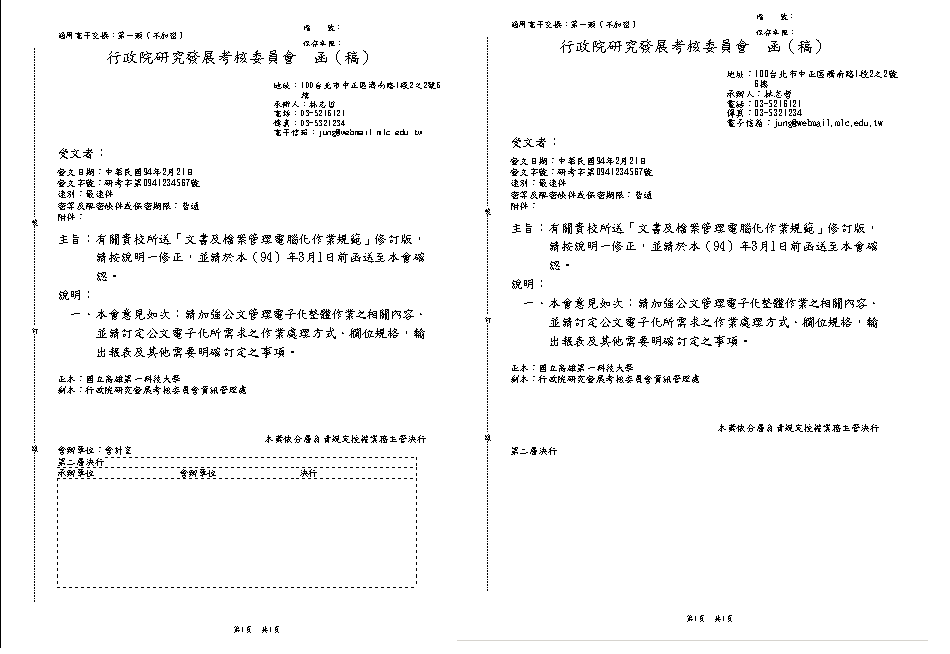 檔　　號：
適用電子交換：第一類（不加密）
保存年限：
行政院研究發展考核委員會　函（稿）
地址：100台北市中正區濟南路1段2之2號6
樓
承辦人：林志哲
電話：03-5216121
傳真：03-5321234
電子信箱：jung@webmail.mlc.edu.tw
受文者：
發文日期：中華民國94年2月21日
發文字號：研考字第0941234567號
速別：最速件
密等及解密條件或保密期限：普通
附件：
主旨：有關貴校所送「文書及檔案管理電腦化作業規範」修訂版，
請按說明一修正，並請於本（94）年3月1日前函送至本會確
認。
說明：
一、本會意見如次：請加強公文管理電子化整體作業之相關內容、
並請訂定公文電子化所需求之作業處理方式、欄位規格，輸
出報表及其他需要明確訂定之事項。
正本：國立高雄第一科技大學
副本：行政院研究發展考核委員會資訊管理處
本案依分層負責規定授權業務主管決行
會辦單位：會計室
第二層決行
承辦單位　會辦單位　決行
裝
訂
線
第1頁　共1頁
檔　　號：
適用電子交換：第一類（不加密）
保存年限：
行政院研究發展考核委員會　函（稿）
地址：100台北市中正區濟南路1段2之2號
6樓
承辦人：林志哲
電話：03-5216121
傳真：03-5321234
電子信箱：jung@webmail.mlc.edu.tw
受文者：
發文日期：中華民國94年2月21日
發文字號：研考字第0941234567號
速別：最速件
密等及解密條件或保密期限：普通
附件：
主旨：有關貴校所送「文書及檔案管理電腦化作業規範」修訂版，
請按說明一修正，並請於本（94）年3月1日前函送至本會確
認。
說明：
一、本會意見如次：請加強公文管理電子化整體作業之相關內容、
並請訂定公文電子化所需求之作業處理方式、欄位規格，輸
出報表及其他需要明確訂定之事項。
正本：國立高雄第一科技大學
副本：行政院研究發展考核委員會資訊管理處
本案依分層負責規定授權業務主管決行
第二層決行
裝
訂
線
第1頁　共1頁